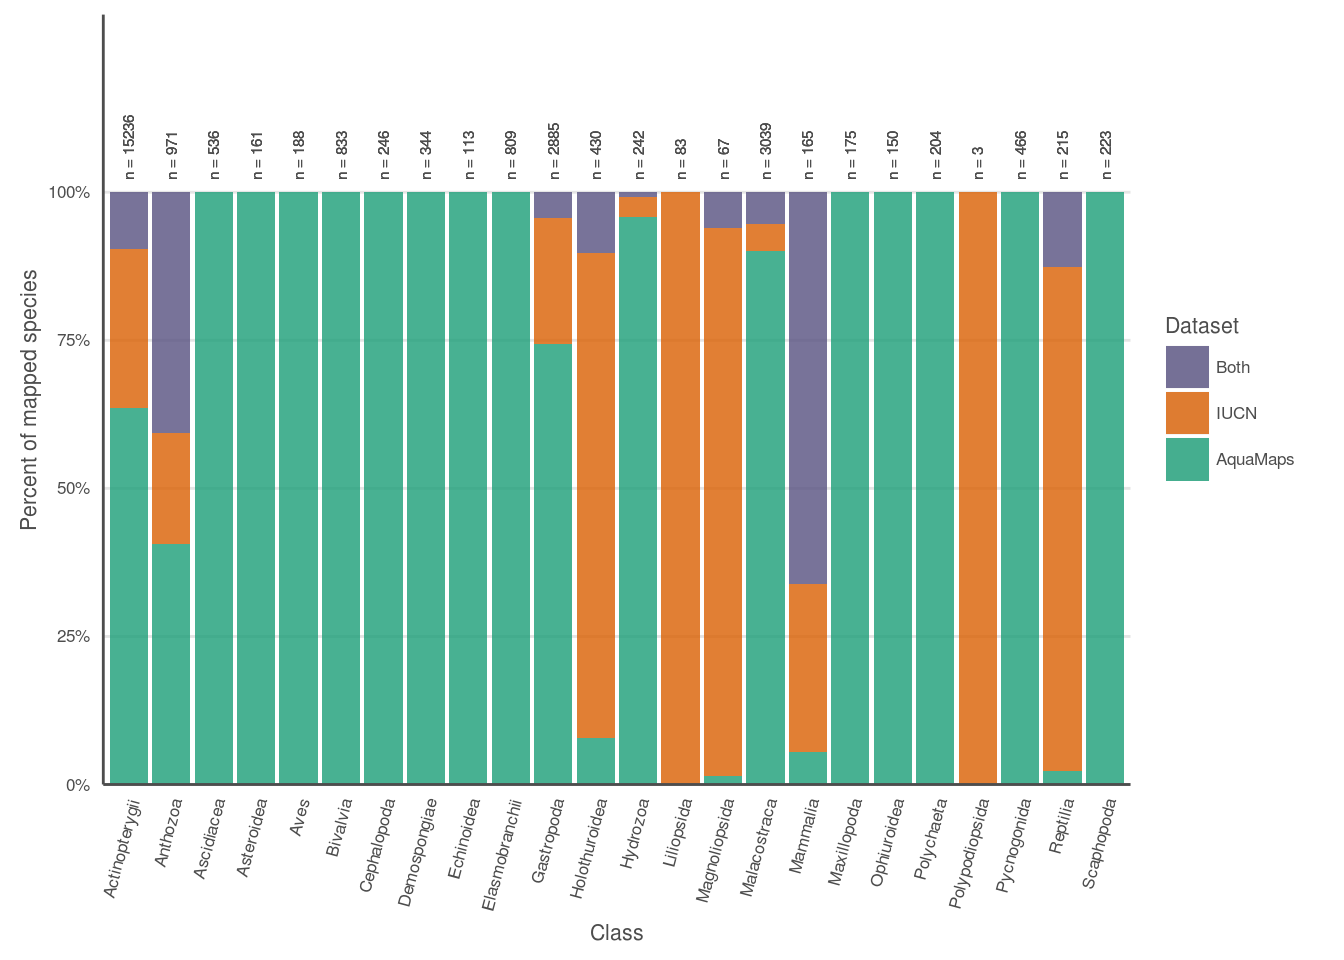 n = 15236
n = 971
n = 536
n = 161
n = 188
n = 833
n = 246
n = 344
n = 113
n = 809
n = 2885
n = 430
n = 242
n = 83
n = 67
n = 3039
n = 165
n = 175
n = 150
n = 204
n = 3
n = 466
n = 215
n = 223
100%
75%
50%
25%
0%
Percent of mapped species
Actinopterygii
Anthozoa
Ascidiacea
Asteroidea
Aves
Bivalvia
Cephalopoda
Demospongiae
Echinoidea
Elasmobranchii
Gastropoda
Holothuroidea
Hydrozoa
Liliopsida
Magnoliopsida
Malacostraca
Mammalia
Maxillopoda
Ophiuroidea
Polychaeta
Polypodiopsida
Pycnogonida
Reptilia
Scaphopoda
Class
Dataset
Both
IUCN
AquaMaps